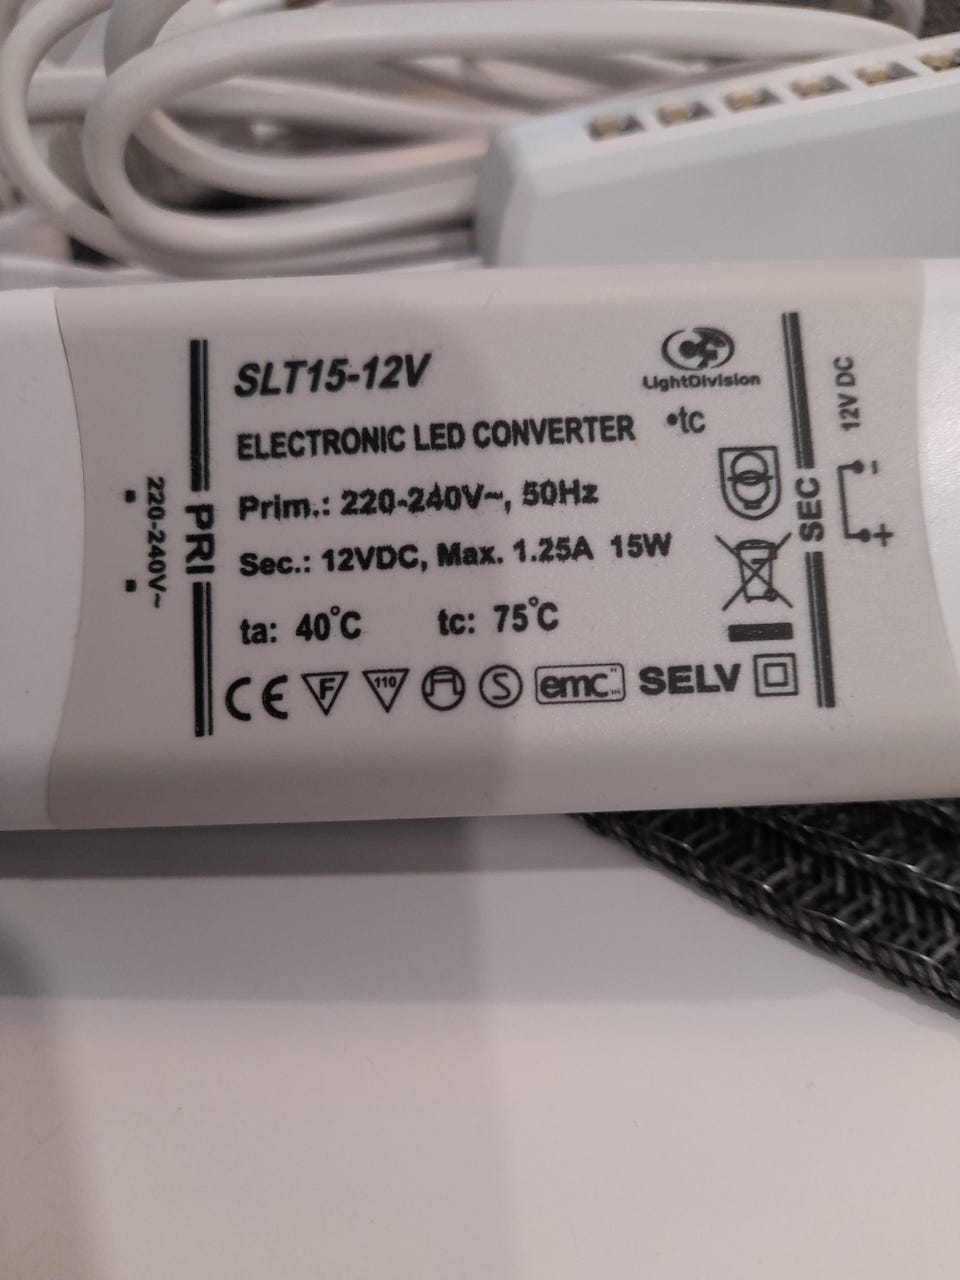 SLT15-12V
LightDivision
ELECTRONIC LED CONVERTER •tc
Prim.: 220-240V~, 50Hz
Sec.: 12VDC, Max. 1.25A 15W
ta: 40°C tc: 75°C
CE F 110 S emc SELV
PRI
220-240V~
SEC
12V DC
-
+